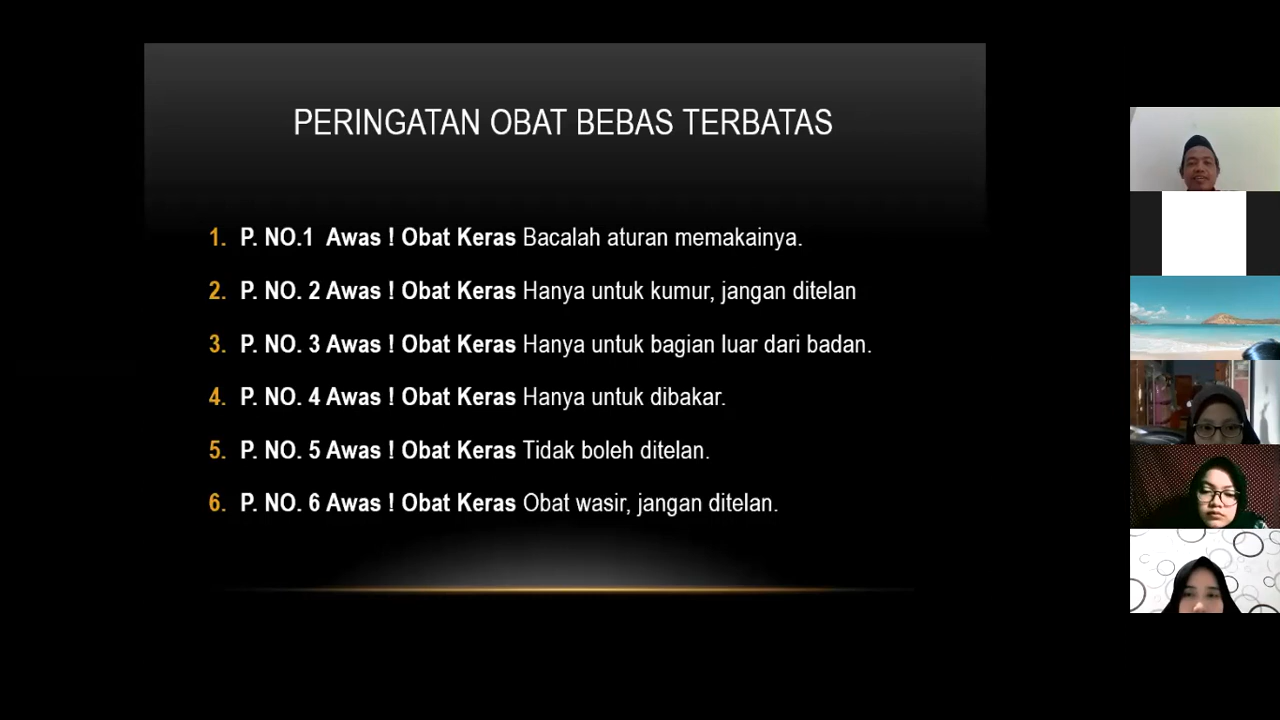 PERINGATAN OBAT BEBAS TERBATAS
1. P. NO.1 Awas ! Obat Keras Bacalah aturan memakainya.
2. P. NO. 2 Awas ! Obat Keras Hanya untuk kumur, jangan ditelan
3. P. NO. 3 Awas ! Obat Keras Hanya untuk bagian luar dari badan.
4. P. NO. 4 Awas ! Obat Keras Hanya untuk dibakar.
5. P. NO. 5 Awas ! Obat Keras Tidak boleh ditelan.
6. P. NO. 6 Awas ! Obat Keras Obat wasir, jangan ditelan.